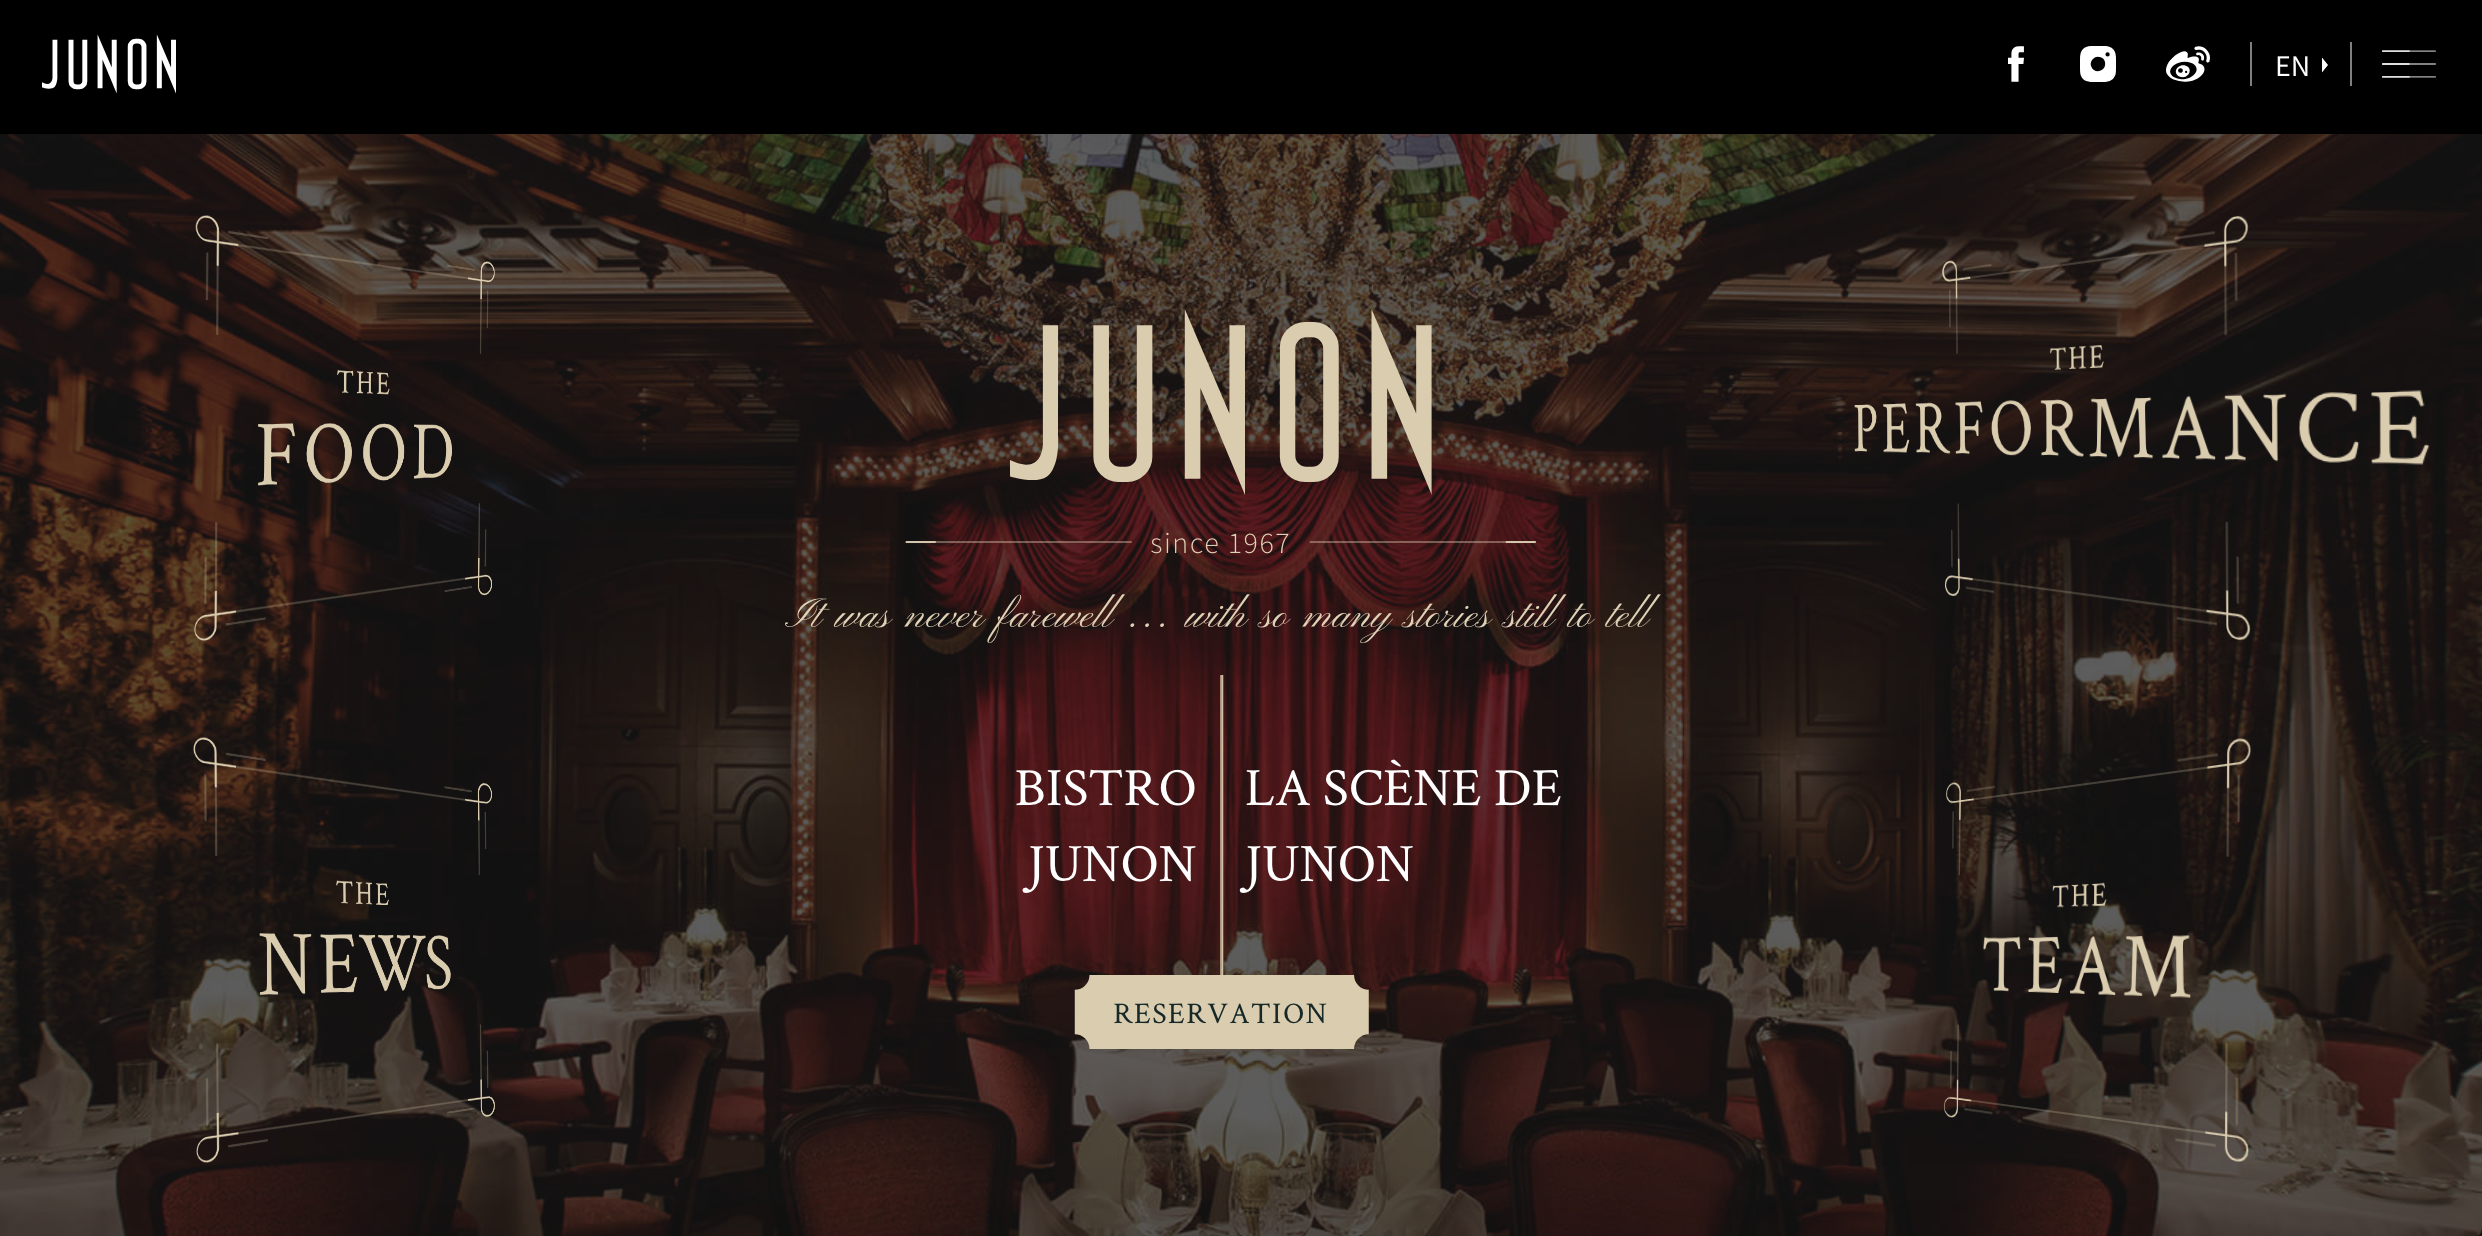 JUNON
EN
THE
FOOD
THE
PERFORMANCE
JUNON
since 1967
It was never farewell ... with so many stories still to tell
BISTRO
JUNON
LA SCÈNE DE
JUNON
THE
NEWS
THE
TEAM
RESERVATION